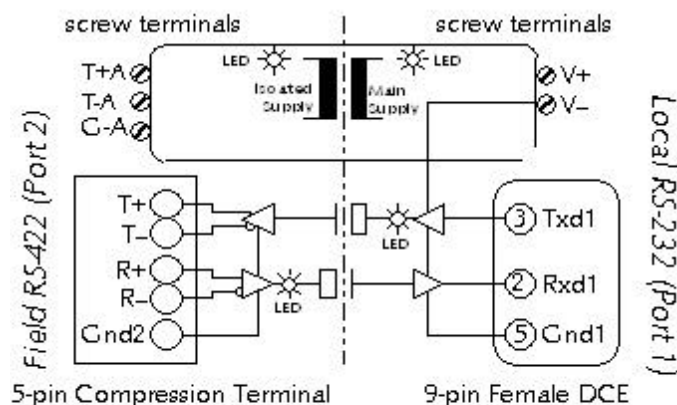 screw terminals
screw terminals
LED
LED
T+A
T-A
G-A
Isolated
Supply
Main
Supply
V+
V−
Field RS-422 (Port 2)
Local RS-232 (Port 1)
T+
T−
R+
R−
Gnd2
LED
LED
3 Txd1
2 Rxd1
5 Gnd1
5-pin Compression Terminal
9-pin Female DCE